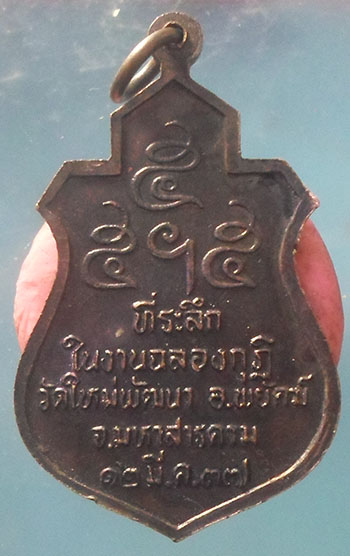 ที่ระลึก
ในงานฉลองกุฏิ
วัดใหม่พัฒนา อ.พยัคฆ์
จ.มหาสารคาม
๑๒ มี.ค.๓๗